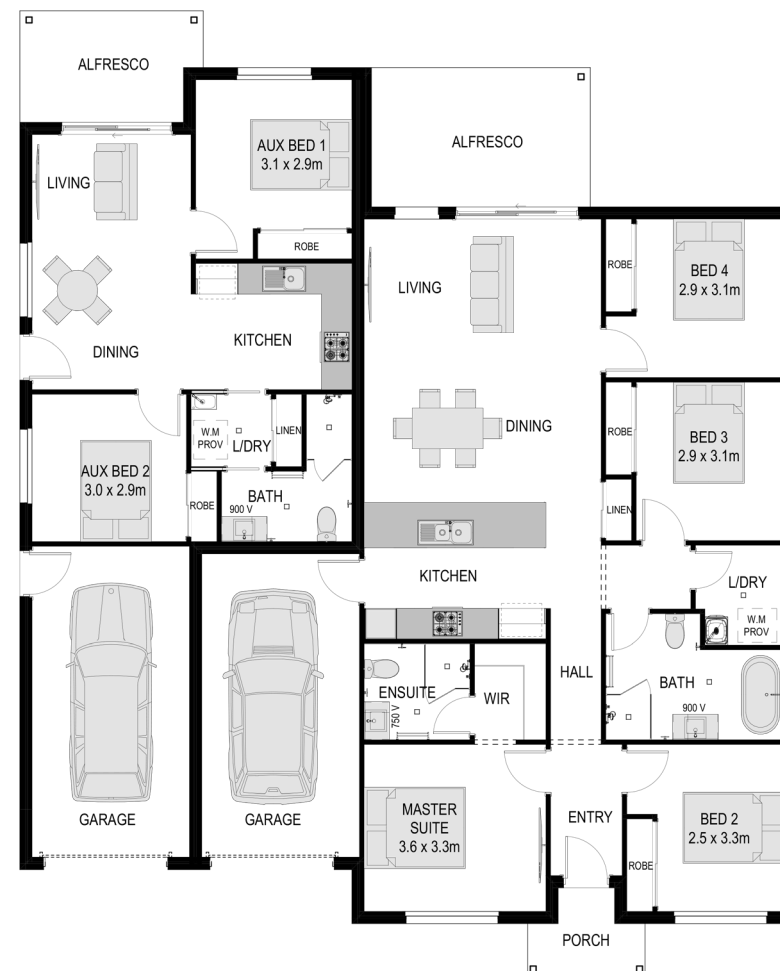 ALFRESCO
AUX BED 1
3.1 x 2.9m
LIVING
ROBE
DINING
KITCHEN
W.M
PROV
L/DRY
LINEN
AUX BED 2
3.0 x 2.9m
ROBE
BATH
900 V
GARAGE
GARAGE
ALFRESCO
LIVING
ROBE
BED 4
2.9 x 3.1m
DINING
ROBE
BED 3
2.9 x 3.1m
LINEN
KITCHEN
L/DRY
W.M
PROV
HALL
ENSUITE
750 V
WIR
BATH
900 V
MASTER
SUITE
3.6 x 3.3m
ENTRY
BED 2
2.5 x 3.3m
ROBE
PORCH